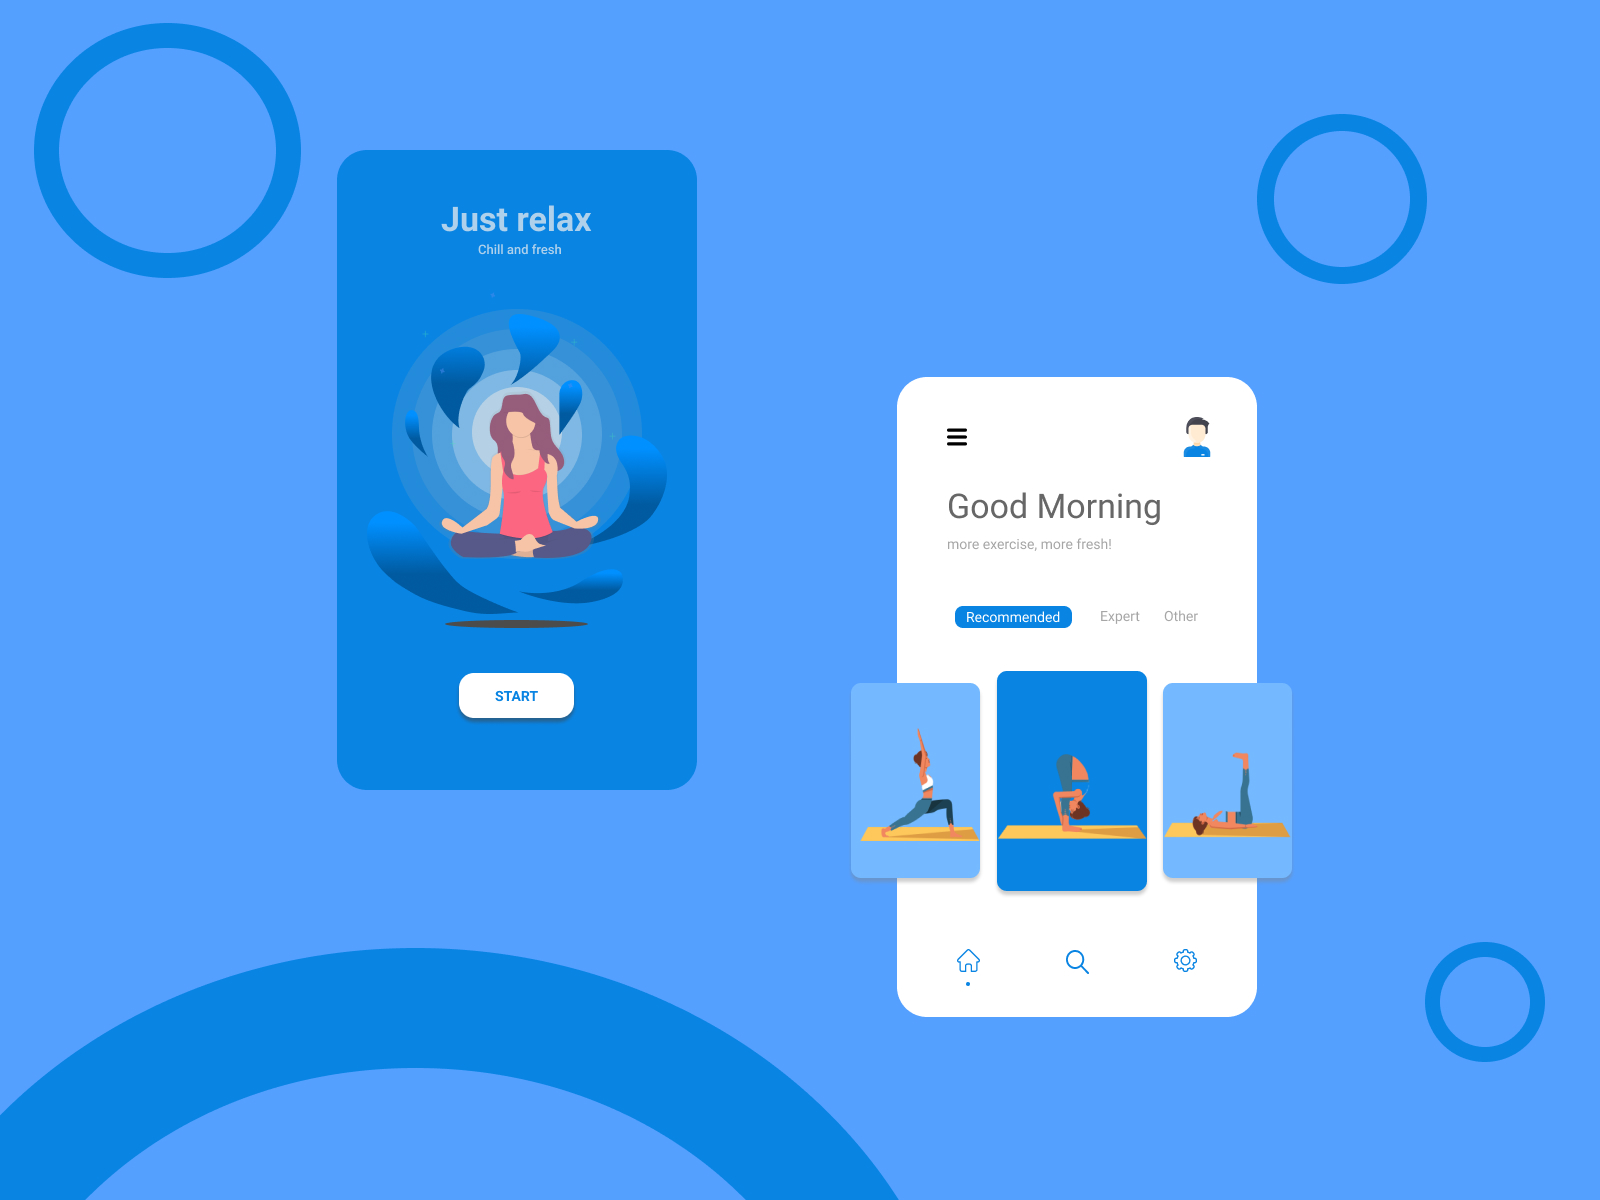 Just relax
Chill and fresh
START
Good Morning
more exercise, more fresh!
Recommended Expert Other